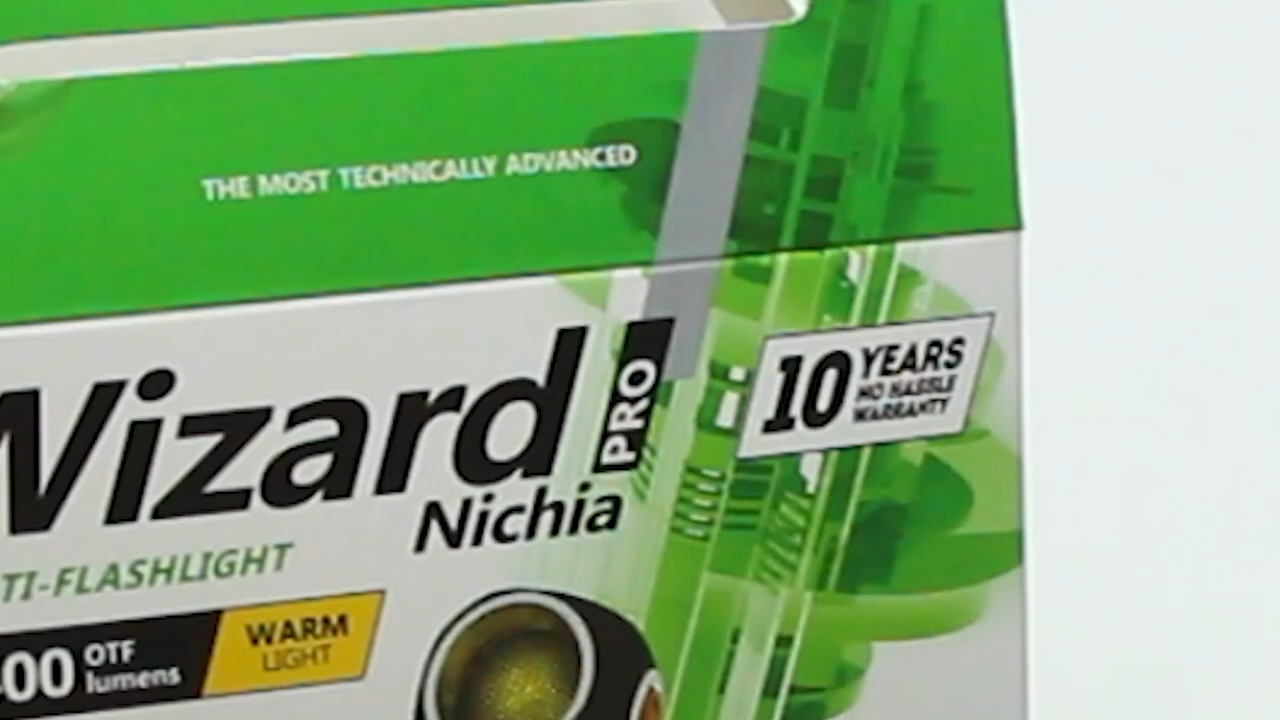 THE MOST TECHNICALLY ADVANCED
Wizard PRO
Nichia
10 YEARS
NO HASSLE
WARRANTY
TI-FLASHLIGHT
00 OTF
lumens
WARM
LIGHT